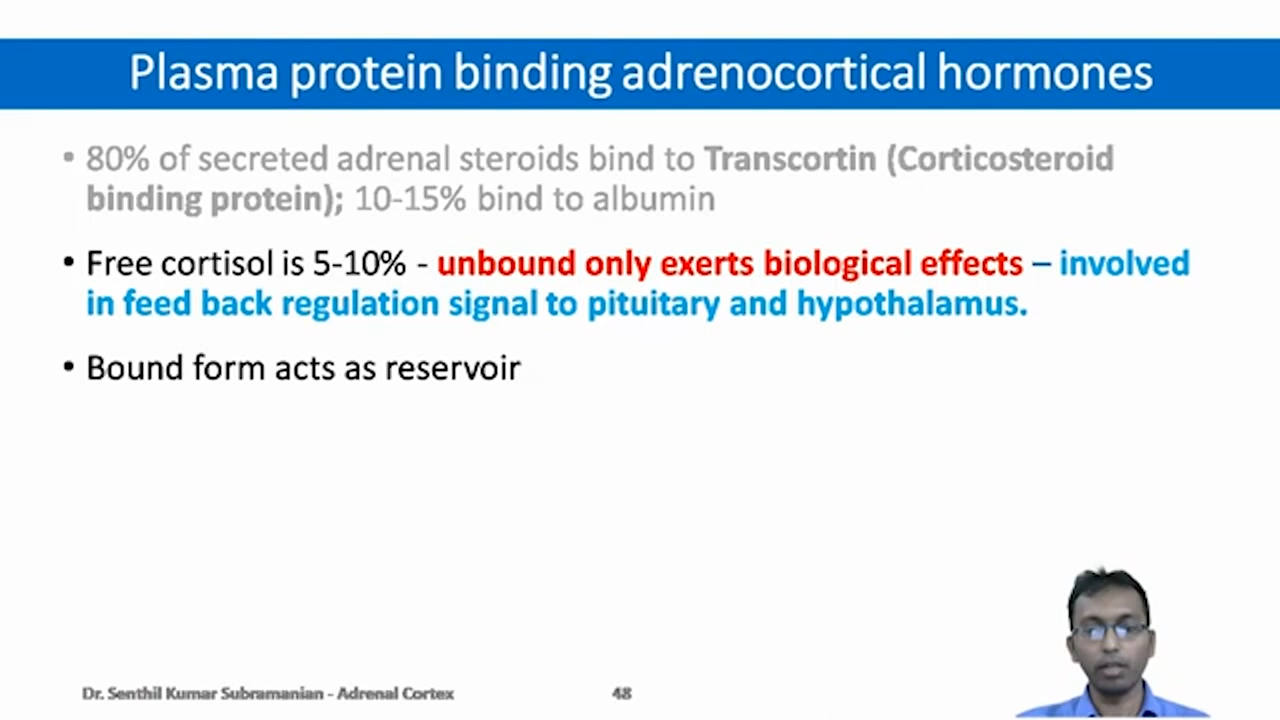 Plasma protein binding adrenocortical hormones
• 80% of secreted adrenal steroids bind to Transcortin (Corticosteroid
binding protein); 10-15% bind to albumin
• Free cortisol is 5-10% - unbound only exerts biological effects – involved
in feed back regulation signal to pituitary and hypothalamus.
• Bound form acts as reservoir
Dr. Senthil Kumar Subramanian - Adrenal Cortex
48